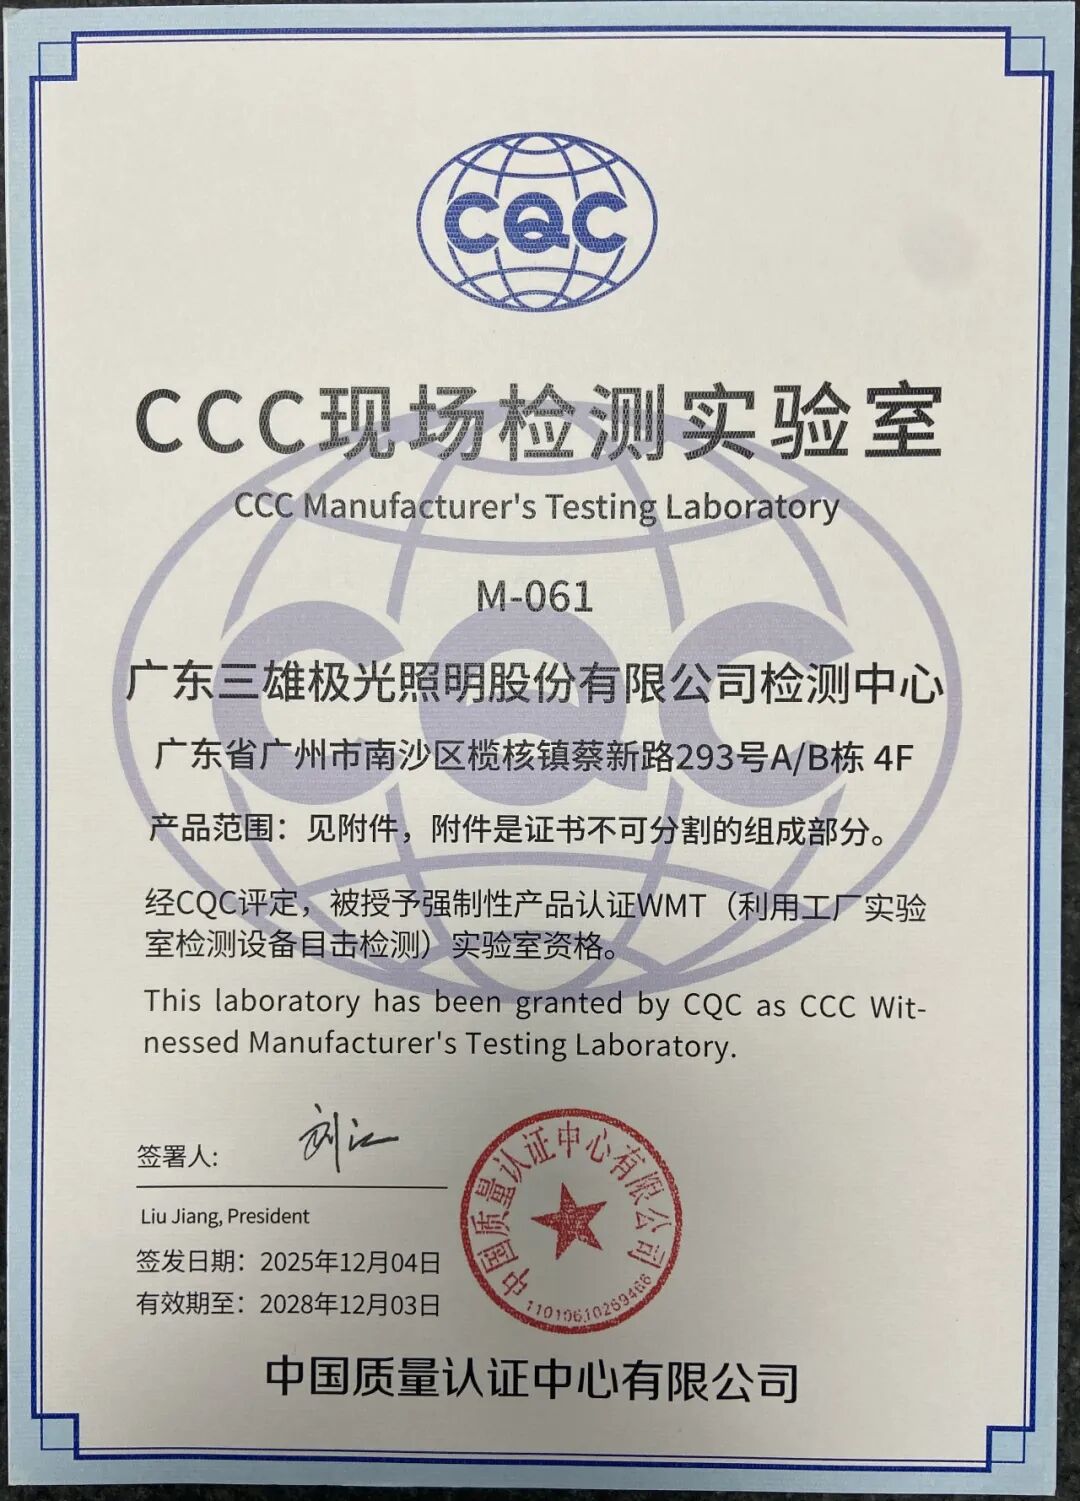 CQC
CCC现场检测实验室
CCC Manufacturer's Testing Laboratory
M-061
广东三雄极光照明股份有限公司检测中心
广东省广州市南沙区榄核镇蔡新路293号A/B栋 4F
产品范围：见附件，附件是证书不可分割的组成部分。
经CQC评定，被授予强制性产品认证WMT（利用工厂实验
室检测设备目击检测）实验室资格。
This laboratory has been granted by CQC as CCC Wit-
nessed Manufacturer's Testing Laboratory.
签署人:
刘江
Liu Jiang, President
签发日期：2025年12月04日
有效期至：2028年12月03日
中国质量认证中心有限公司
11010610269468
中国质量认证中心有限公司
CQC